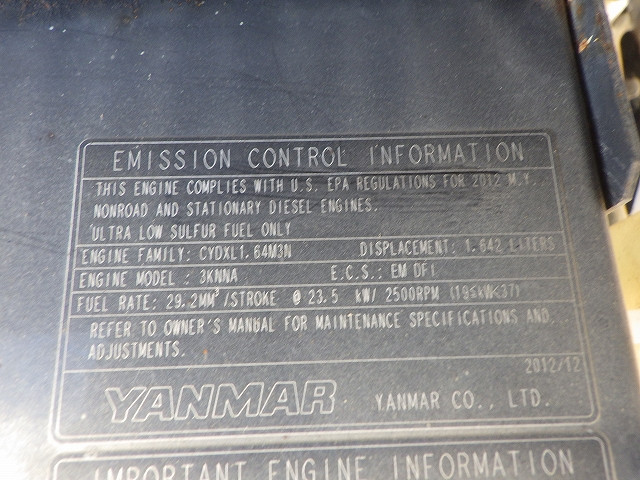 EMISSION CONTROL INFORMATION
THIS ENGINE COMPLIES WITH U.S. EPA REGULATIONS FOR 2012 M.Y.
NONROAD AND STATIONARY DIESEL ENGINES.
ULTRA LOW SULFUR FUEL ONLY
ENGINE FAMILY: CYDXL1.64M3N DISPLACEMENT: 1.642 LITERS
ENGINE MODEL : 3KNNA E.C.S.: EM DFI
FUEL RATE: 29.2MM³/STROKE @ 23.5 kW/ 2500RPM (19≤kW<37)
REFER TO OWNER'S MANUAL FOR MAINTENANCE SPECIFICATIONS AND
ADJUSTMENTS.
2012/12
YANMAR YANMAR CO., LTD.
IMPORTANT ENGINE INFORMATION